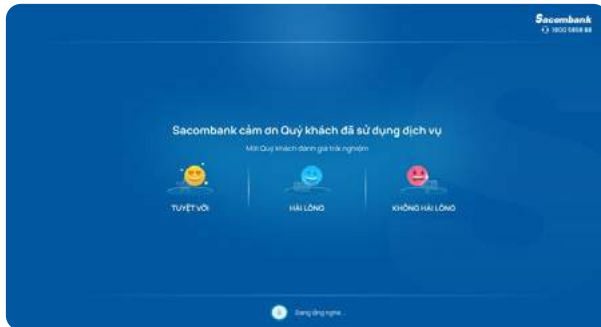 Sacombank
1800 5858 88
Sacombank cảm ơn Quý khách đã sử dụng dịch vụ
Mời Quý khách đánh giá trải nghiệm
TUYỆT VỜI
HÀI LÒNG
KHÔNG HÀI LÒNG
Đang lắng nghe...